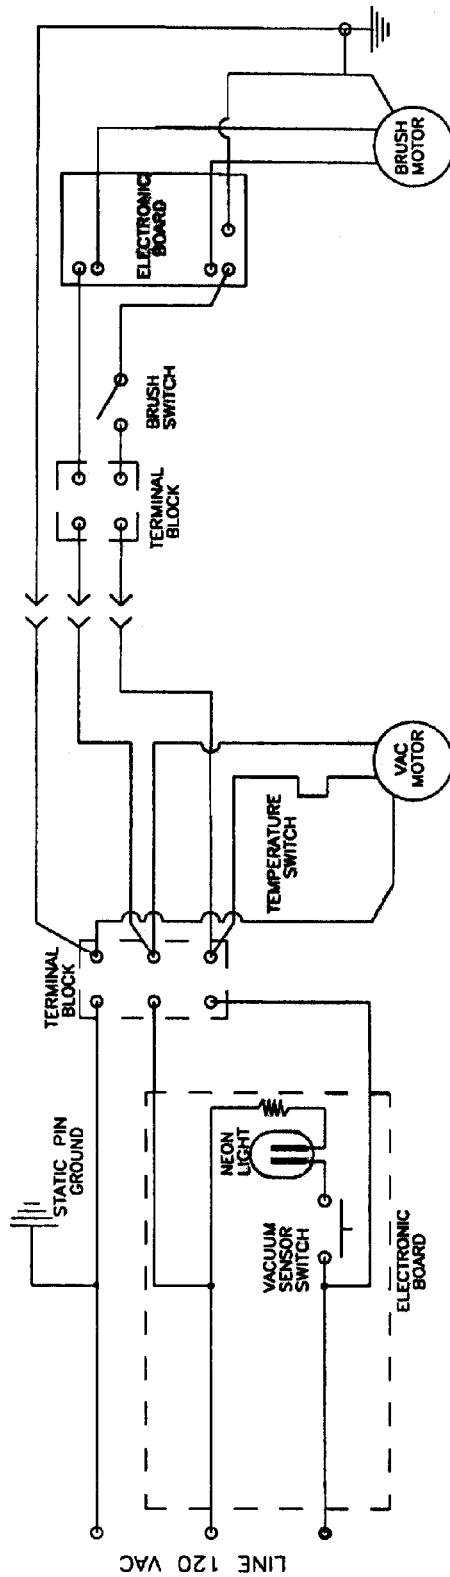 LINE 120 VAC
STATIC PIN
GROUND
ELECTRONIC
BOARD
VACUUM
SENSOR
SWITCH
NEON
LIGHT
TERMINAL
BLOCK
TEMPERATURE
SWITCH
VAC
MOTOR
TERMINAL
BLOCK
BRUSH
SWITCH
ELECTRONIC
BOARD
BRUSH
MOTOR